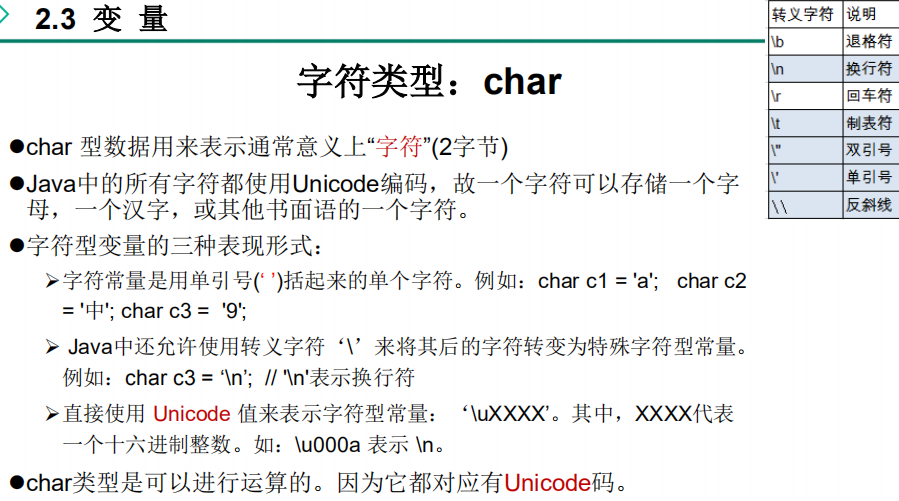 2.3 变 量
字符类型：char
●char 型数据用来表示通常意义上“字符”(2字节)
●Java中的所有字符都使用Unicode编码，故一个字符可以存储一个字
母，一个汉字，或其他书面语的一个字符。
●字符型变量的三种表现形式：
➢字符常量是用单引号(‘ ’)括起来的单个字符。例如：char c1 = 'a'; char c2
= '中'; char c3 = '9';
➢ Java中还允许使用转义字符‘\’来将其后的字符转变为特殊字符型常量。
例如：char c3 = ‘\n’; // '\n'表示换行符
➢直接使用 Unicode 值来表示字符型常量：‘\uXXXX’。其中，XXXX代表
一个十六进制整数。如：\u000a 表示 \n。
●char类型是可以进行运算的。因为它都对应有Unicode码。
转义字符 说明
\b 退格符
\n 换行符
\r 回车符
\t 制表符
\" 双引号
\' 单引号
\\ 反斜线